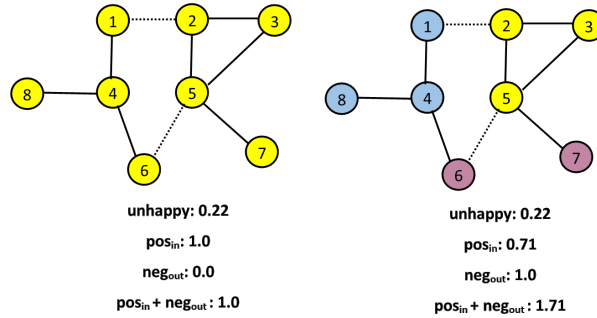 1 2 3
8 4 5
6 7
unhappy: 0.22
posin: 1.0
negout: 0.0
posin + negout: 1.0
1 2 3
8 4 5
6 7
unhappy: 0.22
posin: 0.71
negout: 1.0
posin + negout: 1.71